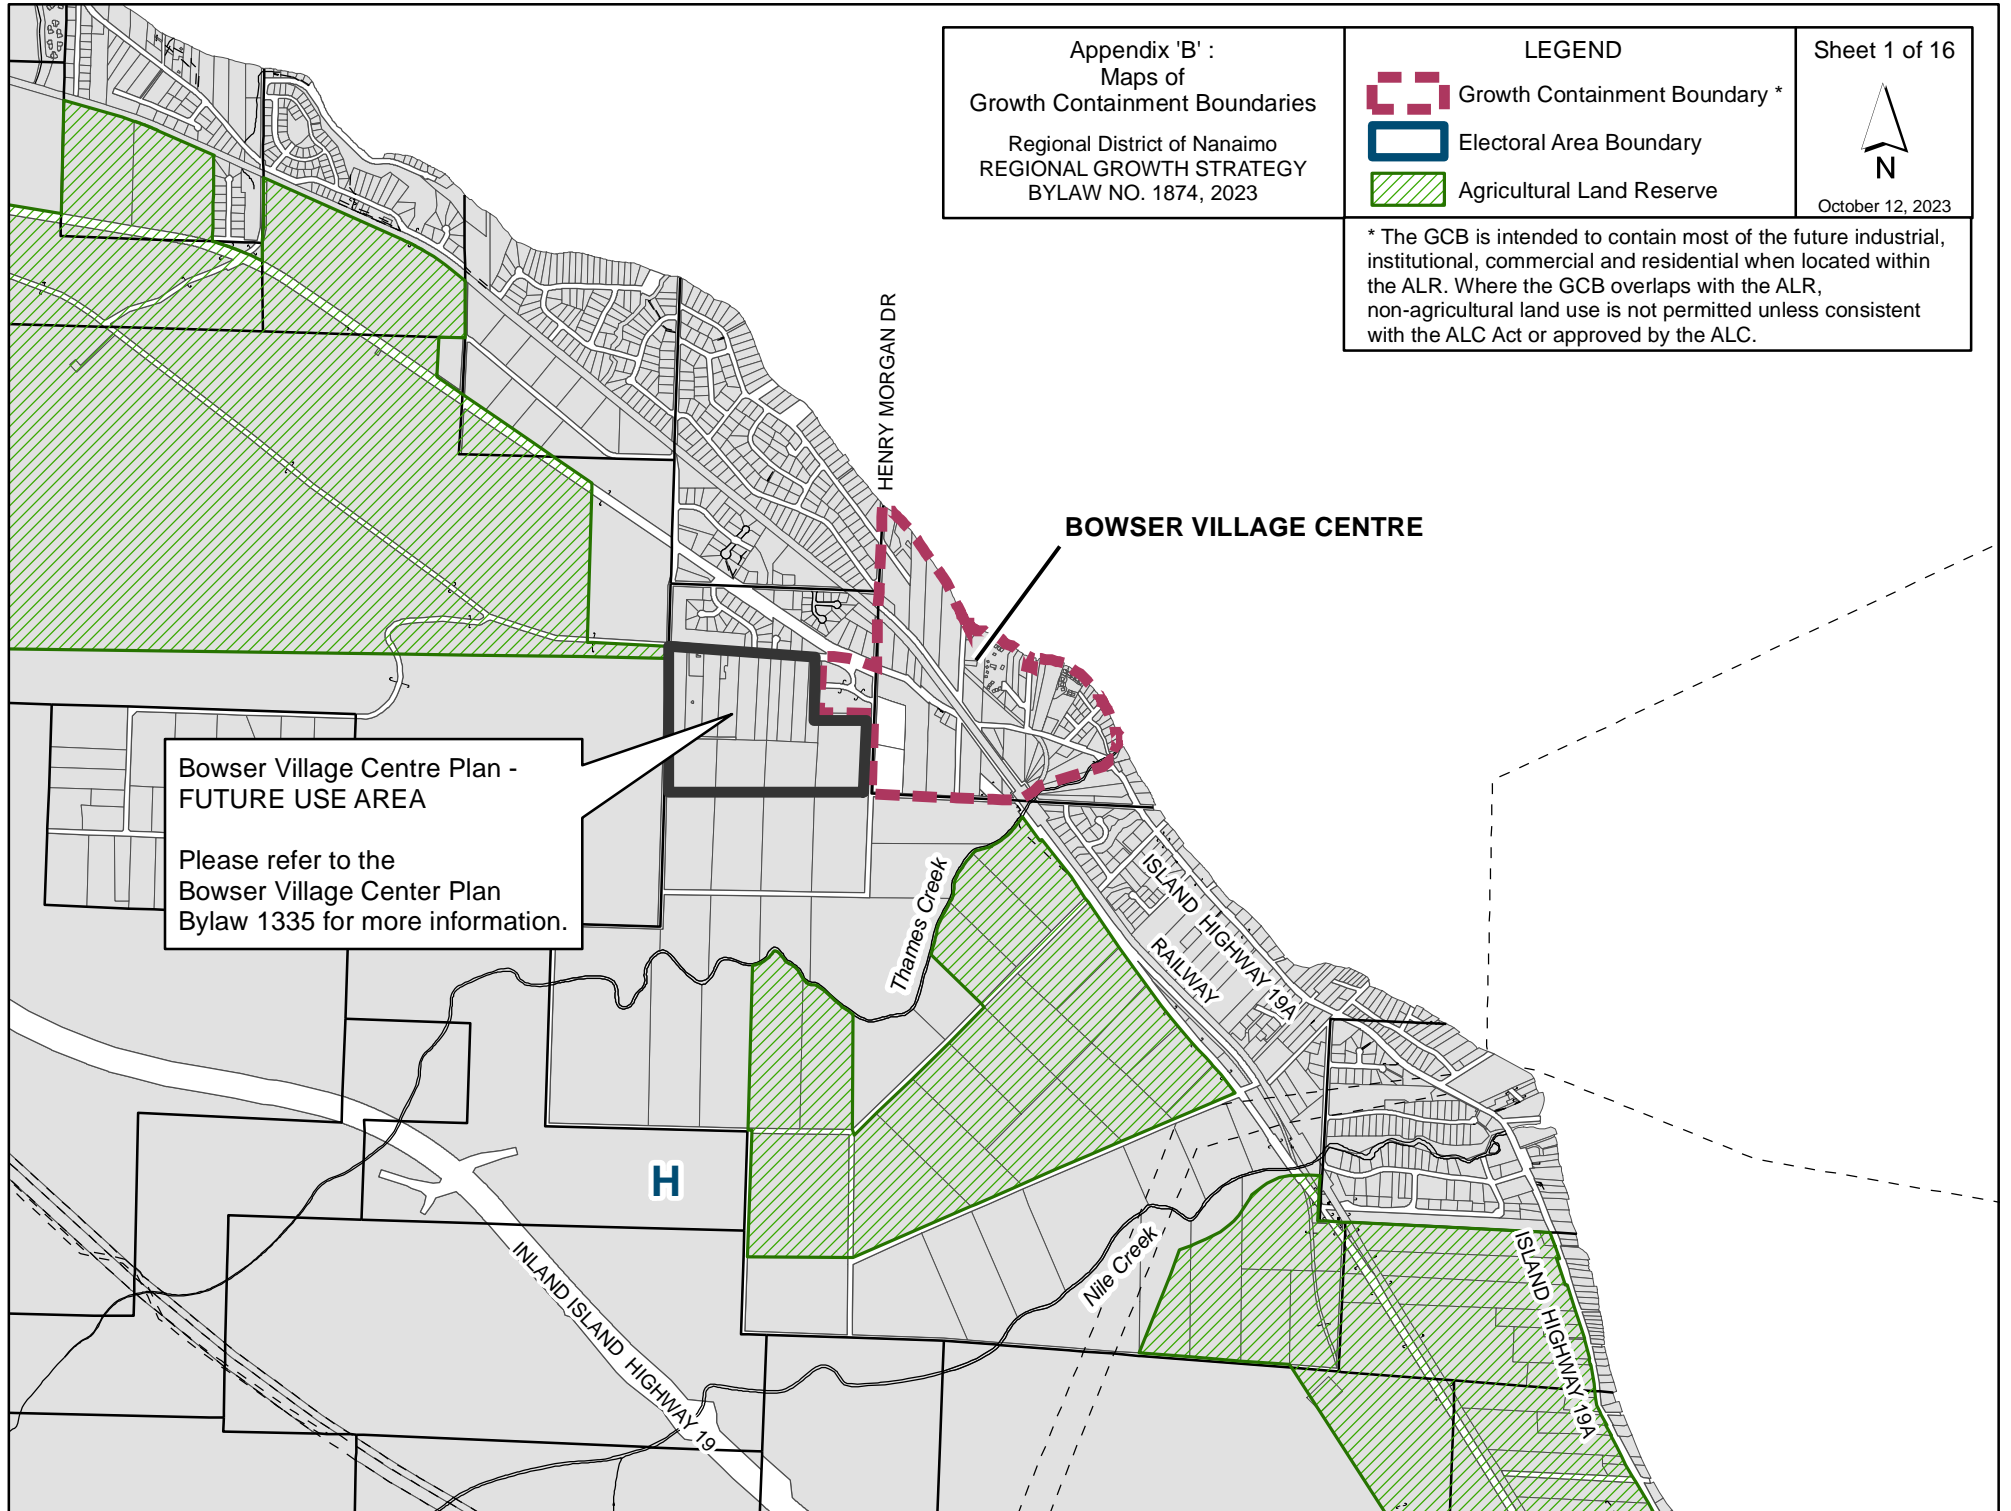 Appendix 'B' :
Maps of
Growth Containment Boundaries
Regional District of Nanaimo
REGIONAL GROWTH STRATEGY
BYLAW NO. 1874, 2023
LEGEND
Growth Containment Boundary *
Electoral Area Boundary
Agricultural Land Reserve
Sheet 1 of 16
N
October 12, 2023
* The GCB is intended to contain most of the future industrial,
institutional, commercial and residential when located within
the ALR. Where the GCB overlaps with the ALR,
non-agricultural land use is not permitted unless consistent
with the ALC Act or approved by the ALC.
HENRY MORGAN DR
BOWSER VILLAGE CENTRE
Bowser Village Centre Plan -
FUTURE USE AREA
Please refer to the
Bowser Village Center Plan
Bylaw 1335 for more information.
Thames Creek
ISLAND HIGHWAY 19A
RAILWAY
H
Nile Creek
INLAND ISLAND HIGHWAY 19
ISLAND HIGHWAY 19A